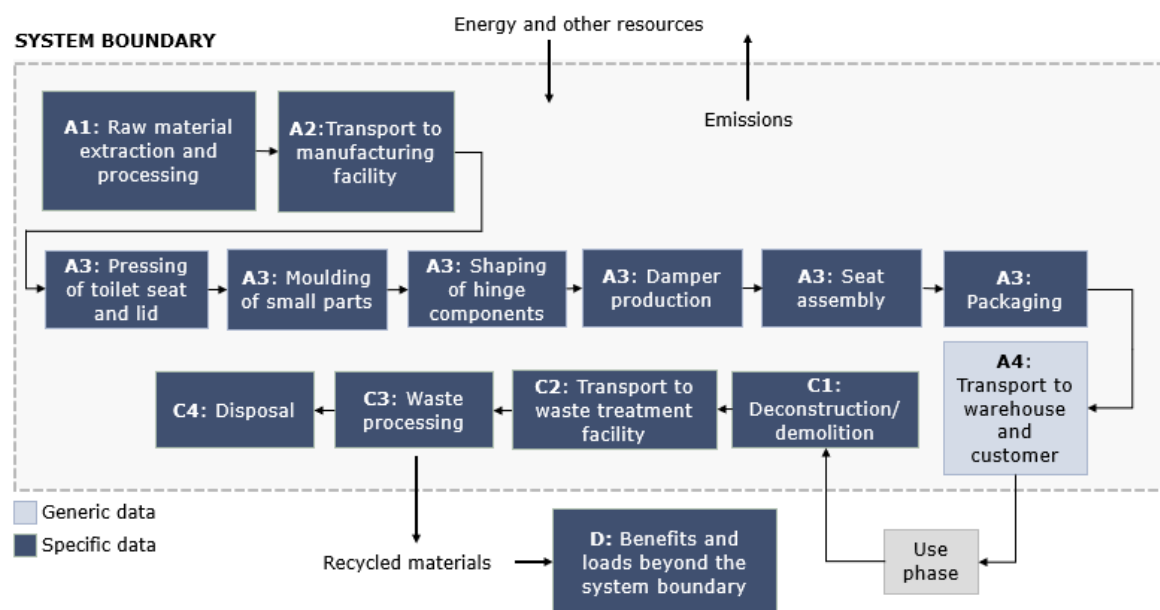 Energy and other resources
SYSTEM BOUNDARY
Emissions
A1: Raw material
extraction and
processing
A2:Transport to
manufacturing
facility
A3: Pressing
of toilet seat
and lid
A3: Moulding
of small parts
A3: Shaping
of hinge
components
A3: Damper
production
A3: Seat
assembly
A3:
Packaging
A4:
Transport to
warehouse
and
customer
C1:
Deconstruction/
demolition
C2: Transport to
waste treatment
facility
C3: Waste
processing
C4: Disposal
Generic data
Specific data
Recycled materials
D: Benefits and
loads beyond the
system boundary
Use
phase